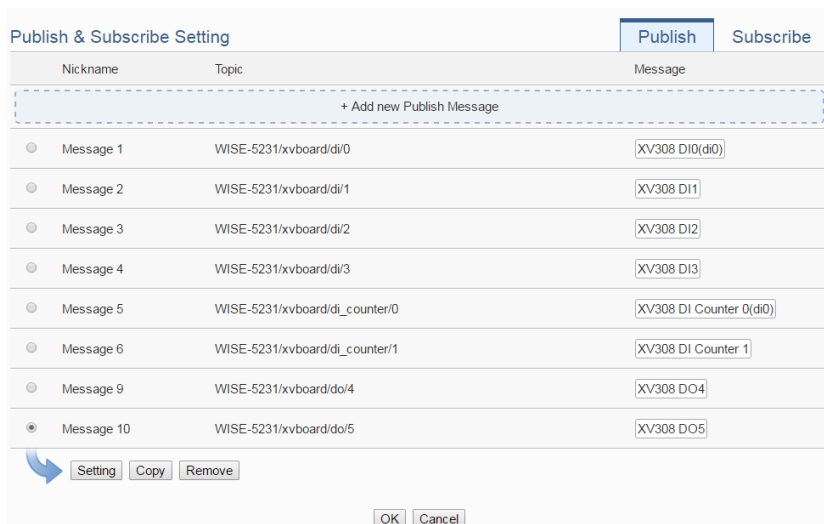 Publish & Subscribe Setting Publish Subscribe
Nickname Topic Message
+ Add new Publish Message
Message 1 WISE-5231/xvboard/di/0 XV308 DI0(di0)
Message 2 WISE-5231/xvboard/di/1 XV308 DI1
Message 3 WISE-5231/xvboard/di/2 XV308 DI2
Message 4 WISE-5231/xvboard/di/3 XV308 DI3
Message 5 WISE-5231/xvboard/di_counter/0 XV308 DI Counter 0(di0)
Message 6 WISE-5231/xvboard/di_counter/1 XV308 DI Counter 1
Message 9 WISE-5231/xvboard/do/4 XV308 DO4
Message 10 WISE-5231/xvboard/do/5 XV308 DO5
Setting Copy Remove
OK Cancel